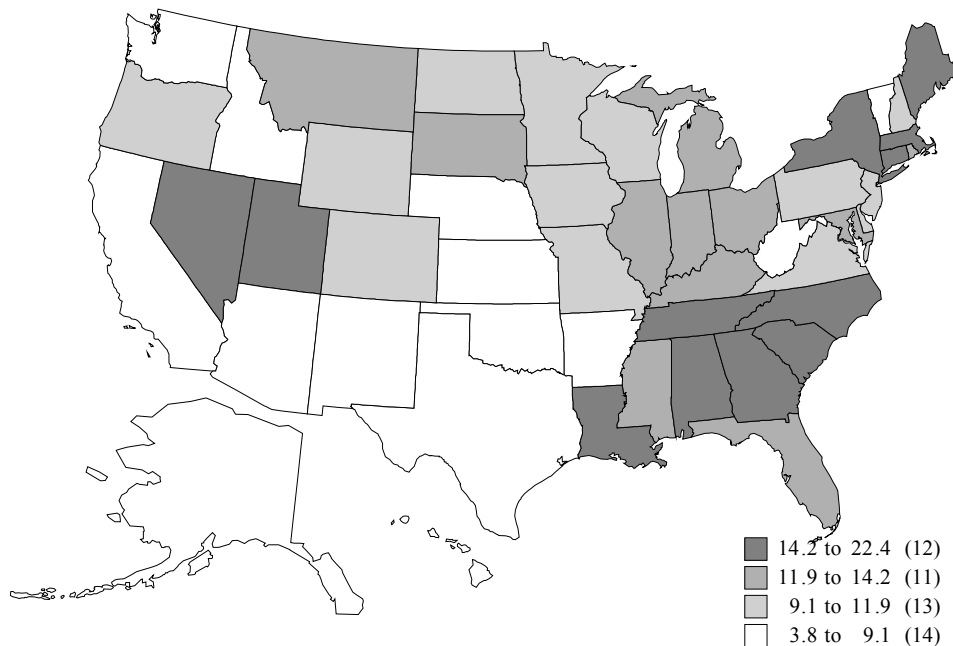 14.2 to 22.4 (12)
11.9 to 14.2 (11)
9.1 to 11.9 (13)
3.8 to 9.1 (14)